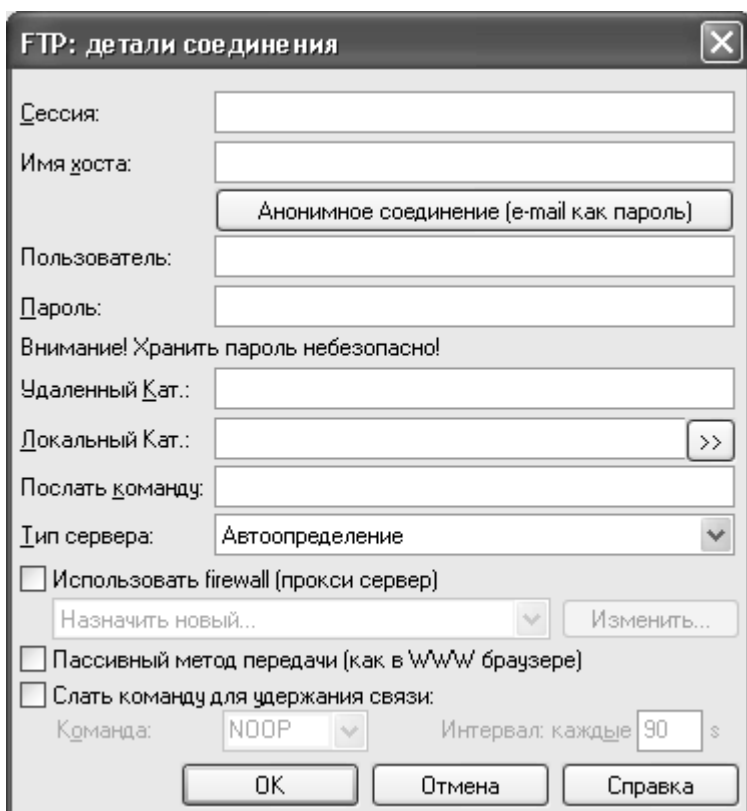 FTP: детали соединения
Сессия:
Имя хоста:
Анонимное соединение (e-mail как пароль)
Пользователь:
Пароль:
Внимание! Хранить пароль небезопасно!
Удаленный Кат.:
Локальный Кат.: >>
Послать команду:
Тип сервера: Автоопределение
Использовать firewall (прокси сервер)
Назначить новый... Изменить...
Пассивный метод передачи (как в WWW браузере)
Слать команду для удержания связи:
Команда: NOOP Интервал: каждые 90 s
OK Отмена Справка